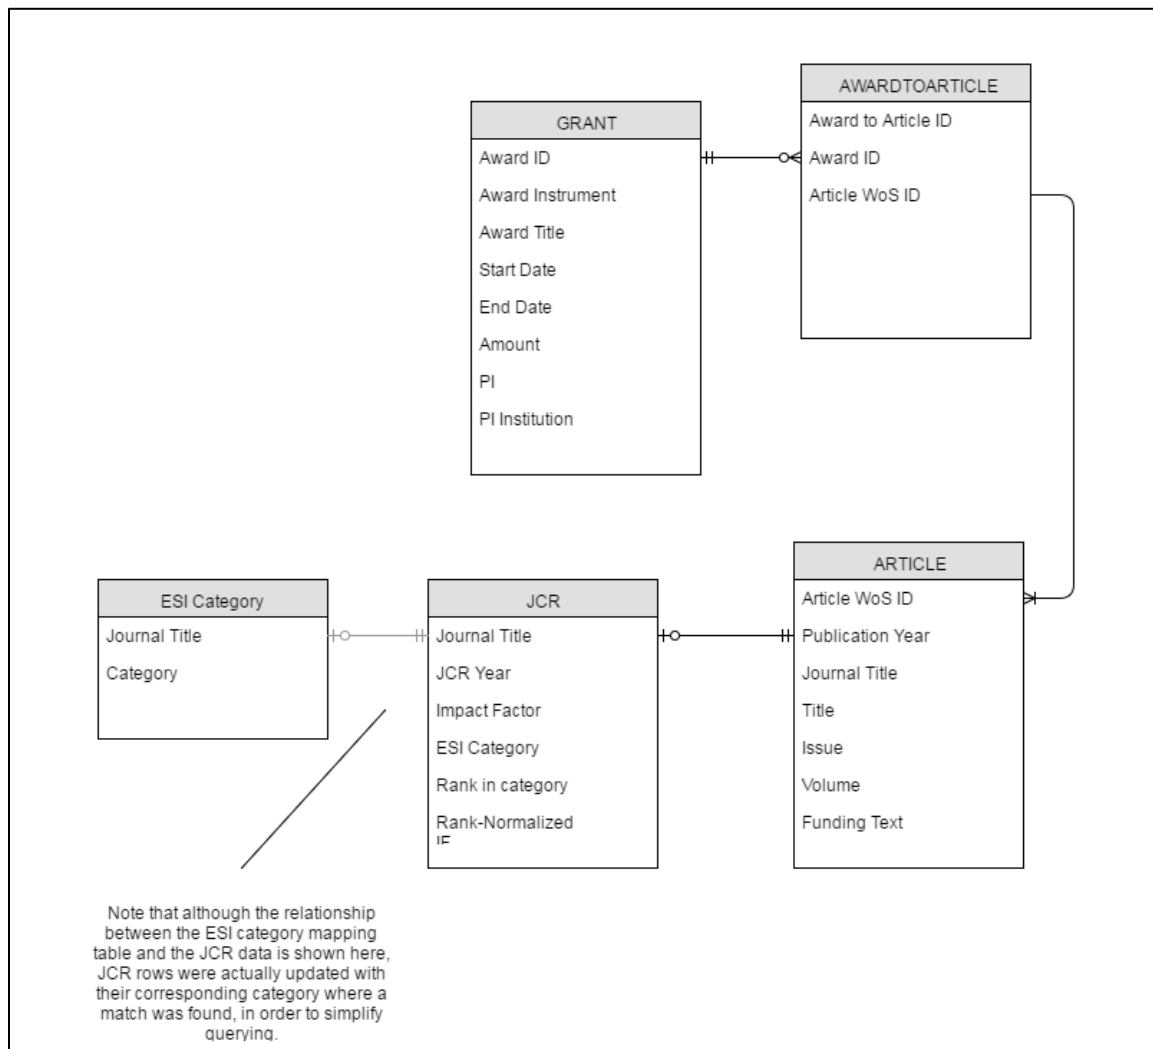 AWARDTOARTICLE
Award to Article ID
Award ID
Article WoS ID
GRANT
Award ID
Award Instrument
Award Title
Start Date
End Date
Amount
PI
PI Institution
ARTICLE
Article WoS ID
Publication Year
Journal Title
Title
Issue
Volume
Funding Text
ESI Category
Journal Title
Category
JCR
Journal Title
JCR Year
Impact Factor
ESI Category
Rank in category
Rank-Normalized
IF
Note that although the relationship
between the ESI category mapping
table and the JCR data is shown here,
JCR rows were actually updated with
their corresponding category where a
match was found, in order to simplify
querying.